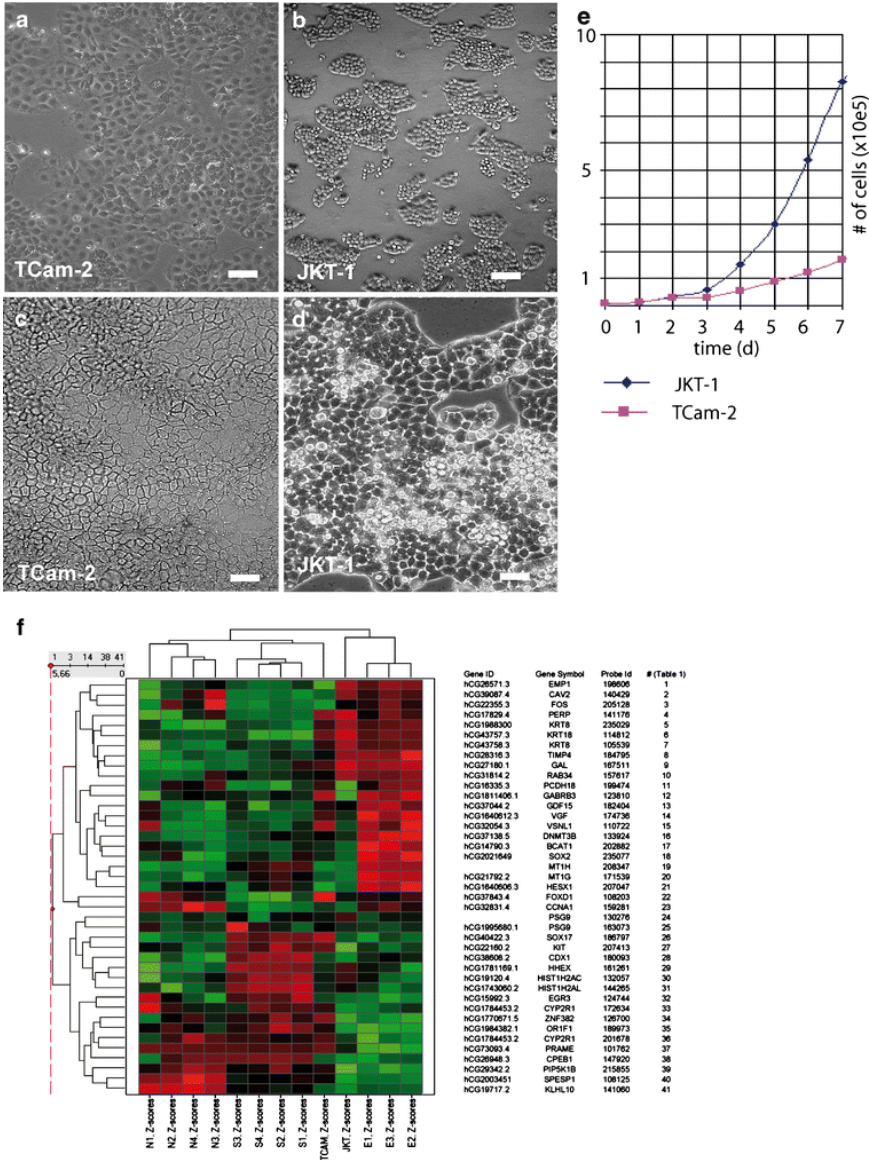 a
TCam-2
b
JKT-1
c
TCam-2
d
JKT-1
e
10
5
1
# of cells (x10e5)
0 1 2 3 4 5 6 7
time (d)
JKT-1
TCam-2
f
1 3 14 38 41
5,66 0
Gene ID Gene Symbol Probe Id # (Table 1)
hCG26571.3 EMP1 198606 1
hCG39087.4 CAV2 140429 2
hCG22355.3 FOS 205128 3
hCG17829.4 PERP 141176 4
hCG1988300 KRT8 235029 5
hCG43757.3 KRT18 114812 6
hCG43758.3 KRT8 105539 7
hCG28316.3 TIMP4 184795 8
hCG27180.1 GAL 167511 9
hCG31814.2 RAB34 157617 10
hCG16335.3 PCDH18 199474 11
hCG1811406.1 GABRB3 123810 12
hCG37044.2 GDF15 182404 13
hCG1640612.3 VGF 174736 14
hCG32054.3 VSNL1 110722 15
hCG37138.5 DNMT3B 133924 16
hCG14790.3 BCAT1 202882 17
hCG2021649 SOX2 235077 18
MT1H 208347 19
hCG21792.2 MT1G 171539 20
hCG1640606.3 HESX1 207047 21
hCG37843.4 FOXD1 108203 22
hCG32831.4 CCNA1 159281 23
PSG9 130276 24
hCG1995680.1 PSG9 163073 25
hCG40422.3 SOX17 186797 26
hCG22160.2 KIT 207413 27
hCG38608.2 CDX1 180093 28
hCG1781169.1 HHEX 161261 29
hCG19120.4 HIST1H2AC 132057 30
hCG1743060.2 HIST1H2AL 144265 31
hCG15992.3 EGR3 124744 32
hCG1784453.2 CYP2R1 172634 33
hCG1770671.5 ZNF382 126700 34
hCG1984382.1 OR1F1 189973 35
hCG1784453.2 CYP2R1 201678 36
hCG73093.4 PRAME 101762 37
hCG26948.3 CPEB1 147920 38
hCG29342.2 PIP5K1B 215855 39
hCG2003451 SPESP1 108125 40
hCG19717.2 KLHL10 141060 41
N1. Z-scores
N2. Z-scores
N4. Z-scores
N3. Z-scores
S3. Z-scores
S4. Z-scores
S2. Z-scores
S1. Z-scores
TCAM. Z-scores
JKT. Z-scores
E1. Z-scores
E3. Z-scores
E2. Z-scores